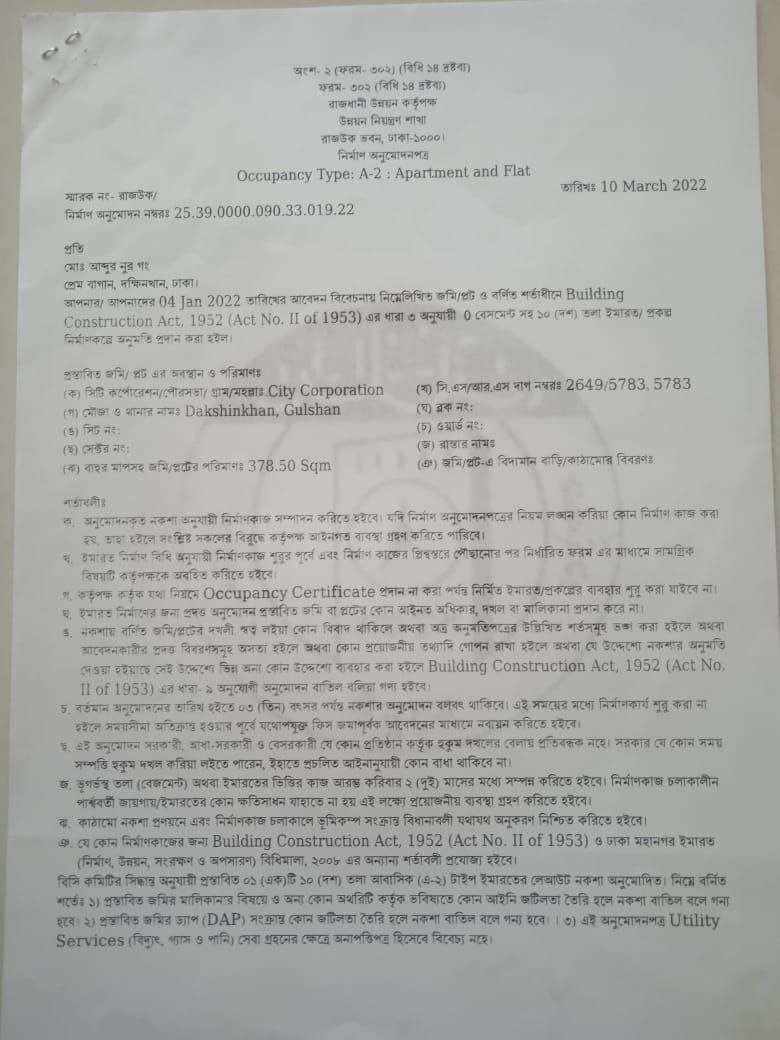 অংশ- ২ (ফরম- ৩০২) (বিধি ১৪ দ্রষ্টব্য)
ফরম- ৩০২ (বিধি ১৪ দ্রষ্টব্য)
রাজধানী উন্নয়ন কর্তৃপক্ষ
উন্নয়ন নিয়ন্ত্রণ শাখা
রাজউক ভবন, ঢাকা-১০০০।
নির্মাণ অনুমোদনপত্র
Occupancy Type: A-2 : Apartment and Flat
স্মারক নং- রাজউক/
তারিখঃ 10 March 2022
নির্মাণ অনুমোদন নম্বরঃ 25.39.0000.090.33.019.22
প্রতি
মোঃ আব্দুর নুর গং
প্রেম বাগান, দক্ষিনখান, ঢাকা।
আপনার/ আপনাদের 04 Jan 2022 তারিখের আবেদন বিবেচনায় নিম্নেলিখিত জমি/প্লট ও বর্ণিত শর্তাধীনে Building
Construction Act, 1952 (Act No. II of 1953) এর ধারা ৩ অনুযায়ী 0 বেসমেন্ট সহ ১০ (দশ) তলা ইমারত/ প্রকল্প
নির্মাণকল্পে অনুমতি প্রদান করা হইল।
প্রস্তাবিত জমি/ প্লট এর অবস্থান ও পরিমাণঃ
(ক) সিটি কর্পোরেশন/পৌরসভা/ গ্রাম/মহল্লাঃ City Corporation
(খ) সি.এস/আর.এস দাগ নম্বরঃ 2649/5783, 5783
(গ) মৌজা ও থানার নামঃ Dakshinkhan, Gulshan
(ঘ) ব্লক নং:
(ঙ) সিট নং:
(চ) ওয়ার্ড নং:
(ছ) সেক্টর নং:
(জ) রাস্তার নামঃ
(ঝ) বাহুর মাপসহ জমি/প্লটের পরিমাণঃ 378.50 Sqm
(ঞ) জমি/প্লট-এ বিদ্যমান বাড়ি/কাঠামোর বিবরণঃ
শর্তাবলীঃ
ক. অনুমোদনকৃত নকশা অনুযায়ী নির্মাণকাজ সম্পাদন করিতে হইবে। যদি নির্মাণ অনুমোদনপত্রের নিয়ম লঙ্ঘন করিয়া কোন নির্মাণ কাজ করা
হয়, তাহা হইলে সংশ্লিষ্ট সকলের বিরুদ্ধে কর্তৃপক্ষ আইনগত ব্যবস্থা গ্রহণ করিতে পারিবে।
খ. ইমারত নির্মাণ বিধি অনুযায়ী নির্মাণকাজ শুরুর পূর্বে এবং নির্মাণ কাজের প্লিন্থস্তরে পৌছানোর পর নির্ধারিত ফরম এর মাধ্যমে সামগ্রিক
বিষয়টি কর্তৃপক্ষকে অবহিত করিতে হইবে।
গ. কর্তৃপক্ষ কর্তৃক যথা নিয়মে Occupancy Certificate প্রদান না করা পর্যন্ত নির্মিত ইমারত/প্রকল্পের ব্যবহার শুরু করা যাইবে না।
ঘ. ইমারত নির্মাণের জন্য প্রদত্ত অনুমোদন প্রস্তাবিত জমি বা প্লটের কোন আইনত অধিকার, দখল বা মালিকানা প্রদান করে না।
ঙ. নকশায় বর্ণিত জমি/প্লটের দখলী স্বত্ব লইয়া কোন বিবাদ থাকিলে অথবা অত্র অনুমতিপত্রের উল্লিখিত শর্তসমূহ ভঙ্গ করা হইলে অথবা
আবেদনকারীর প্রদত্ত বিবরণসমূহ অসত্য হইলে অথবা কোন প্রয়োজনীয় তথ্যাদি গোপন রাখা হইলে অথবা যে উদ্দেশ্যে নকশার অনুমতি
দেওয়া হইয়াছে সেই উদ্দেশ্যে ভিন্ন অন্য কোন উদ্দেশ্যে ব্যবহার করা হইলে Building Construction Act, 1952 (Act No.
II of 1953) এর ধারা- ৯ অনুযোগী অনুমোদন বাতিল বলিয়া গণ্য হইবে।
চ. বর্তমান অনুমোদনের তারিখ হইতে ০৩ (তিন) বৎসর পর্যন্ত নকশার অনুমোদন বলবৎ থাকিবে। এই সময়ের মধ্যে নির্মাণকার্য শুরু করা না
হইলে সময়সীমা অতিক্রান্ত হওয়ার পূর্বে যথোপযুক্ত ফিস জমাপূর্বক আবেদনের মাধ্যমে নবায়ন করিতে হইবে।
ছ. এই অনুমোদন সরকারী, আধা-সরকারী ও বেসরকারী যে কোন প্রতিষ্ঠান কর্তৃক হুকুম দখলের বেলায় প্রতিবন্ধক নহে। সরকার যে কোন সময়
সম্পত্তি হুকুম দখল করিয়া লইতে পারেন, ইহাতে প্রচলিত আইনানুযায়ী কোন বাধা থাকিবে না।
জ. ভূগর্ভস্থ তলা (বেজমেন্ট) অথবা ইমারতের ভিত্তির কাজ আরম্ভ করিবার ২ (দুই) মাসের মধ্যে সম্পন্ন করিতে হইবে। নির্মাণকাজ চলাকালীন
পার্শ্ববর্তী জায়গায়/ইমারতের কোন ক্ষতিসাধন যাহাতে না হয় এই লক্ষ্যে প্রয়োজনীয় ব্যবস্থা গ্রহণ করিতে হইবে।
ঝ. কাঠামো নকশা প্রণয়নে এবং নির্মাণকাজ চলাকালে ভূমিকম্প সংক্রান্ত বিধানাবলী যথাযথ অনুকরণ নিশ্চিত করিতে হইবে।
ঞ. যে কোন নির্মাণকাজের জন্য Building Construction Act, 1952 (Act No. II of 1953) ও ঢাকা মহানগর ইমারত
(নির্মাণ, উন্নয়ন, সংরক্ষণ ও অপসারণ) বিধিমালা, ২০০৮ এর অন্যান্য শর্তাবলী প্রযোজ্য হইবে।
বিসি কমিটির সিদ্ধান্ত অনুযায়ী প্রস্তাবিত ০১ (এক)টি ১০ (দশ) তলা আবাসিক (এ-২) টাইপ ইমারতের লেআউট নকশা অনুমোদিত। নিম্নে বর্নিত
শর্তেঃ ১) প্রস্তাবিত জমির মালিকানার বিষয়ে ও অন্য কোন অথরিটি কর্তৃক ভবিষ্যতে কোন আইনি জটিলতা তৈরি হলে নকশা বাতিল বলে গন্য
হবে। ২) প্রস্তাবিত জমির ড্যাপ (DAP) সংক্রান্ত কোন জটিলতা তৈরি হলে নকশা বাতিল বলে গন্য হবে। । ৩) এই অনুমোদনপত্র Utility
Services (বিদ্যুৎ, গ্যাস ও পানি) সেবা গ্রহনের ক্ষেত্রে অনাপত্তিপত্র হিসেবে বিবেচ্য নহে।